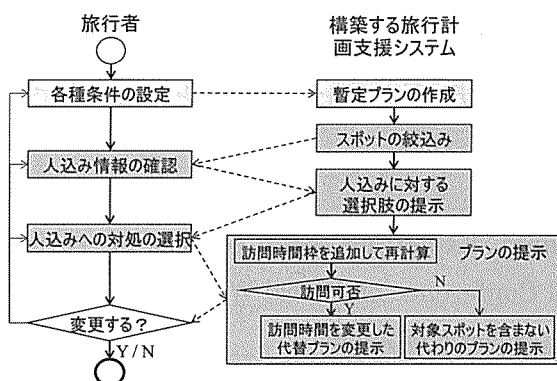 旅行者
構築する旅行計
画支援システム
各種条件の設定
暫定プランの作成
スポットの絞込み
人込み情報の確認
人込みに対する
選択肢の提示
人込みへの対処の選択
プランの提示
訪問時間枠を追加して再計算
訪問可否
N
Y
変更する?
訪問時間を変更した
代替プランの提示
対象スポットを含まない
代わりのプランの提示
Y / N